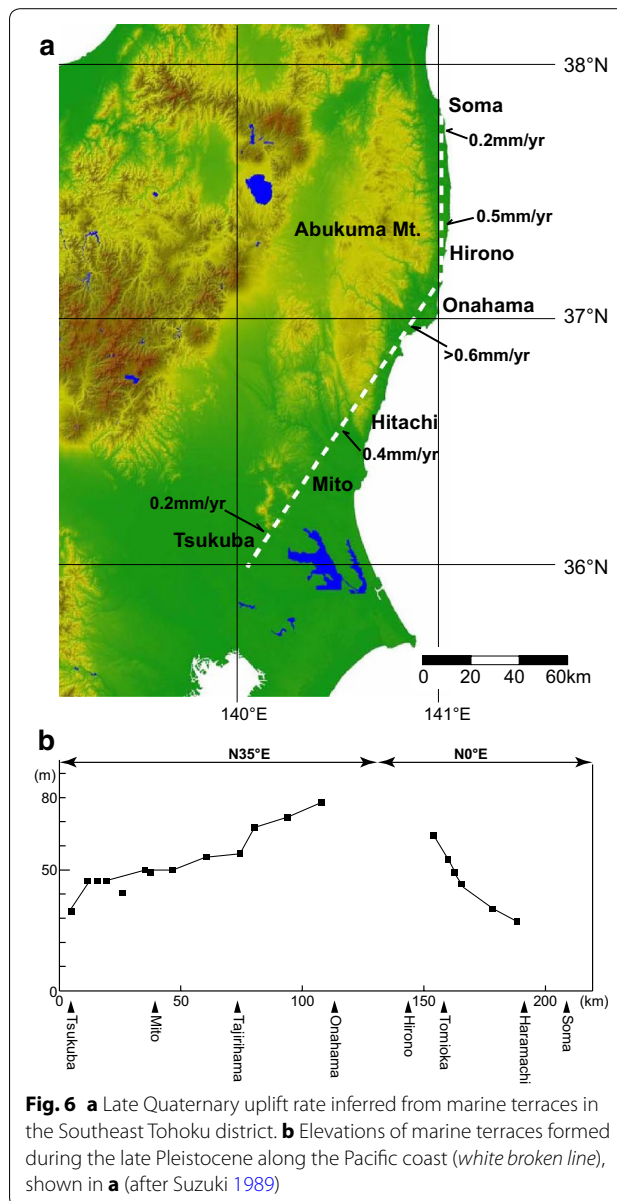 a
38°N
Soma
0.2mm/yr
0.5mm/yr
Abukuma Mt.
Hirono
Onahama
37°N
>0.6mm/yr
Hitachi
0.4mm/yr
Mito
0.2mm/yr
Tsukuba
36°N
0 20 40 60km
140°E 141°E
b
N35°E N0°E
(m)
80
50
0
0 50 100 150 200 (km)
Tsukuba
Mito
Tajirihama
Onahama
Hirono
Tomioka
Haramachi
Soma
Fig. 6 a Late Quaternary uplift rate inferred from marine terraces in
the Southeast Tohoku district. b Elevations of marine terraces formed
during the late Pleistocene along the Pacific coast (white broken line),
shown in a (after Suzuki 1989)